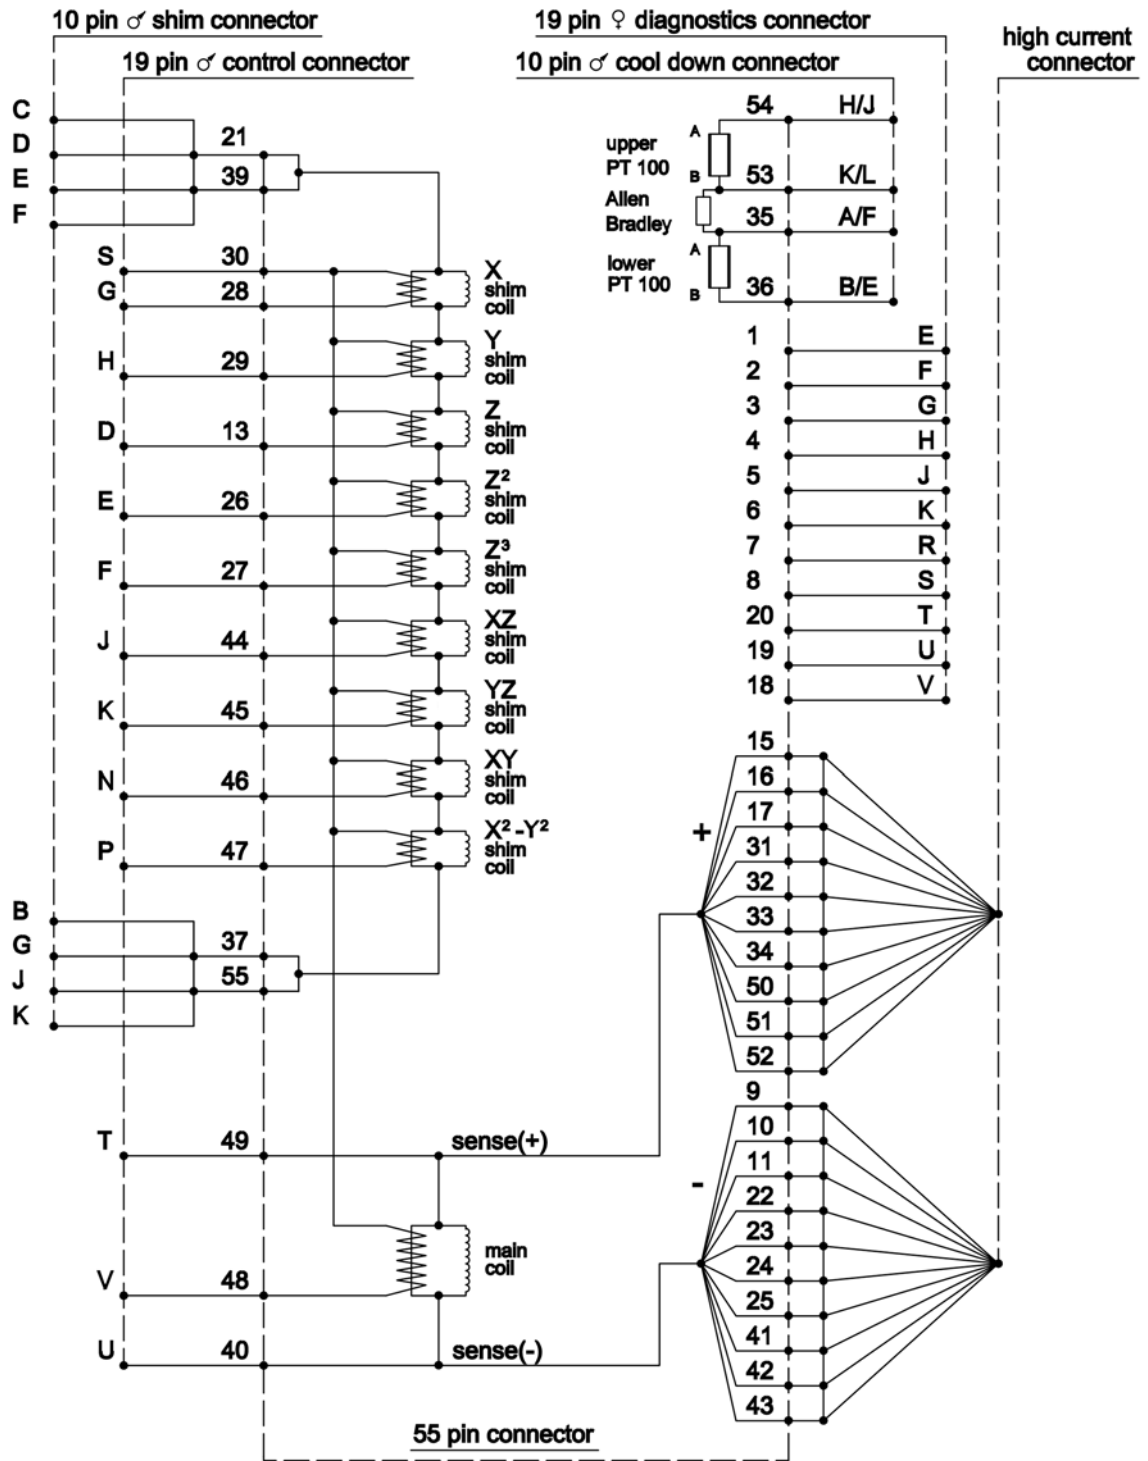 10 pin ♂ shim connector
19 pin ♂ control connector
19 pin ♀ diagnostics connector
10 pin ♂ cool down connector
high current
connector
C
D 21
E 39
F
S 30
G 28
X
shim
coil
H 29
Y
shim
coil
D 13
Z
shim
coil
E 26
Z²
shim
coil
F 27
Z³
shim
coil
J 44
XZ
shim
coil
K 45
YZ
shim
coil
N 46
XY
shim
coil
P 47
X² -Y²
shim
coil
B
G 37
J 55
K
T 49 sense(+)
V 48
main
coil
U 40 sense(-)
54 H/J
A
upper
PT 100
B
53 K/L
Allen
Bradley
35 A/F
A
lower
PT 100
B
36 B/E
1 E
2 F
3 G
4 H
5 J
6 K
7 R
8 S
20 T
19 U
18 V
15
16
17
+
31
32
33
34
50
51
52
9
10
11
-
22
23
24
25
41
42
43
55 pin connector